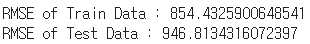 RMSE of Train Data : 854.4325900648541
RMSE of Test Data : 946.8134316072397